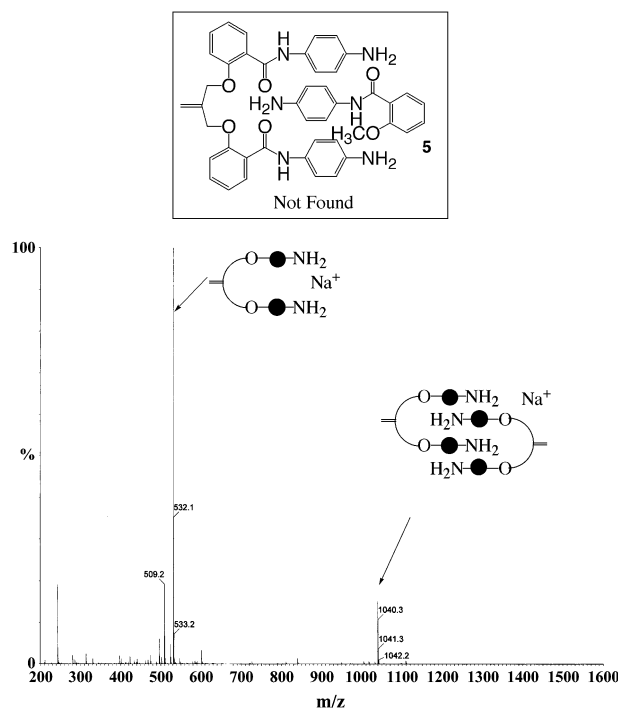 O
N
H
NH2
O
O
H2N
N
H
O
H3CO
5
O
O
N
H
NH2
Not Found
100
%
0
O NH2
Na+
O NH2
O NH2
Na+
H2N O
O NH2
H2N O
532.1
509.2
533.2
1040.3
1041.3
1042.2
200 300 400 500 600 700 800 900 1000 1100 1200 1300 1400 1500 1600
m/z